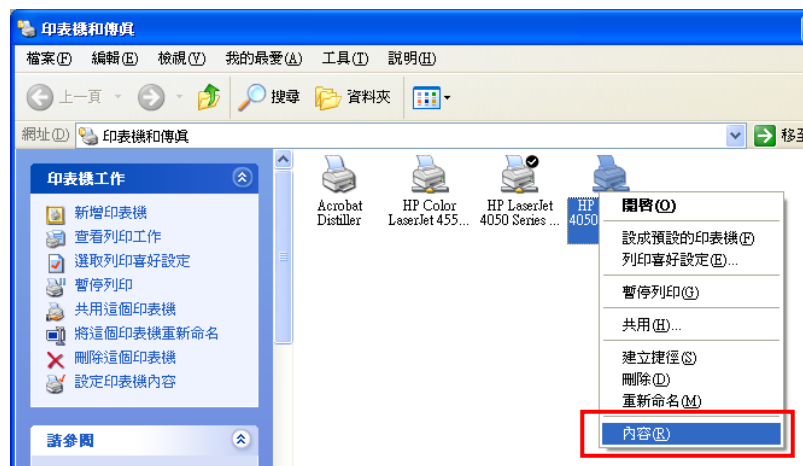 印表機和傳真
檔案(F) 編輯(E) 檢視(V) 我的最愛(A) 工具(T) 說明(H)
上一頁 搜尋 資料夾
網址(D) 印表機和傳真 移至
印表機工作
新增印表機
查看列印工作
選取列印喜好設定
暫停列印
共用這個印表機
將這個印表機重新命名
刪除這個印表機
設定印表機內容
請參閱
Acrobat Distiller
HP Color LaserJet 455...
HP LaserJet 4050 Series ...
HP
4050
開啓(O)
設成預設的印表機(F)
列印喜好設定(E)...
暫停列印(G)
共用(H)...
建立捷徑(S)
刪除(D)
重新命名(M)
內容(R)